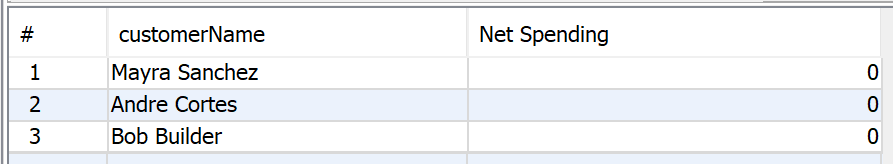 # customerName Net Spending
1 Mayra Sanchez 0
2 Andre Cortes 0
3 Bob Builder 0